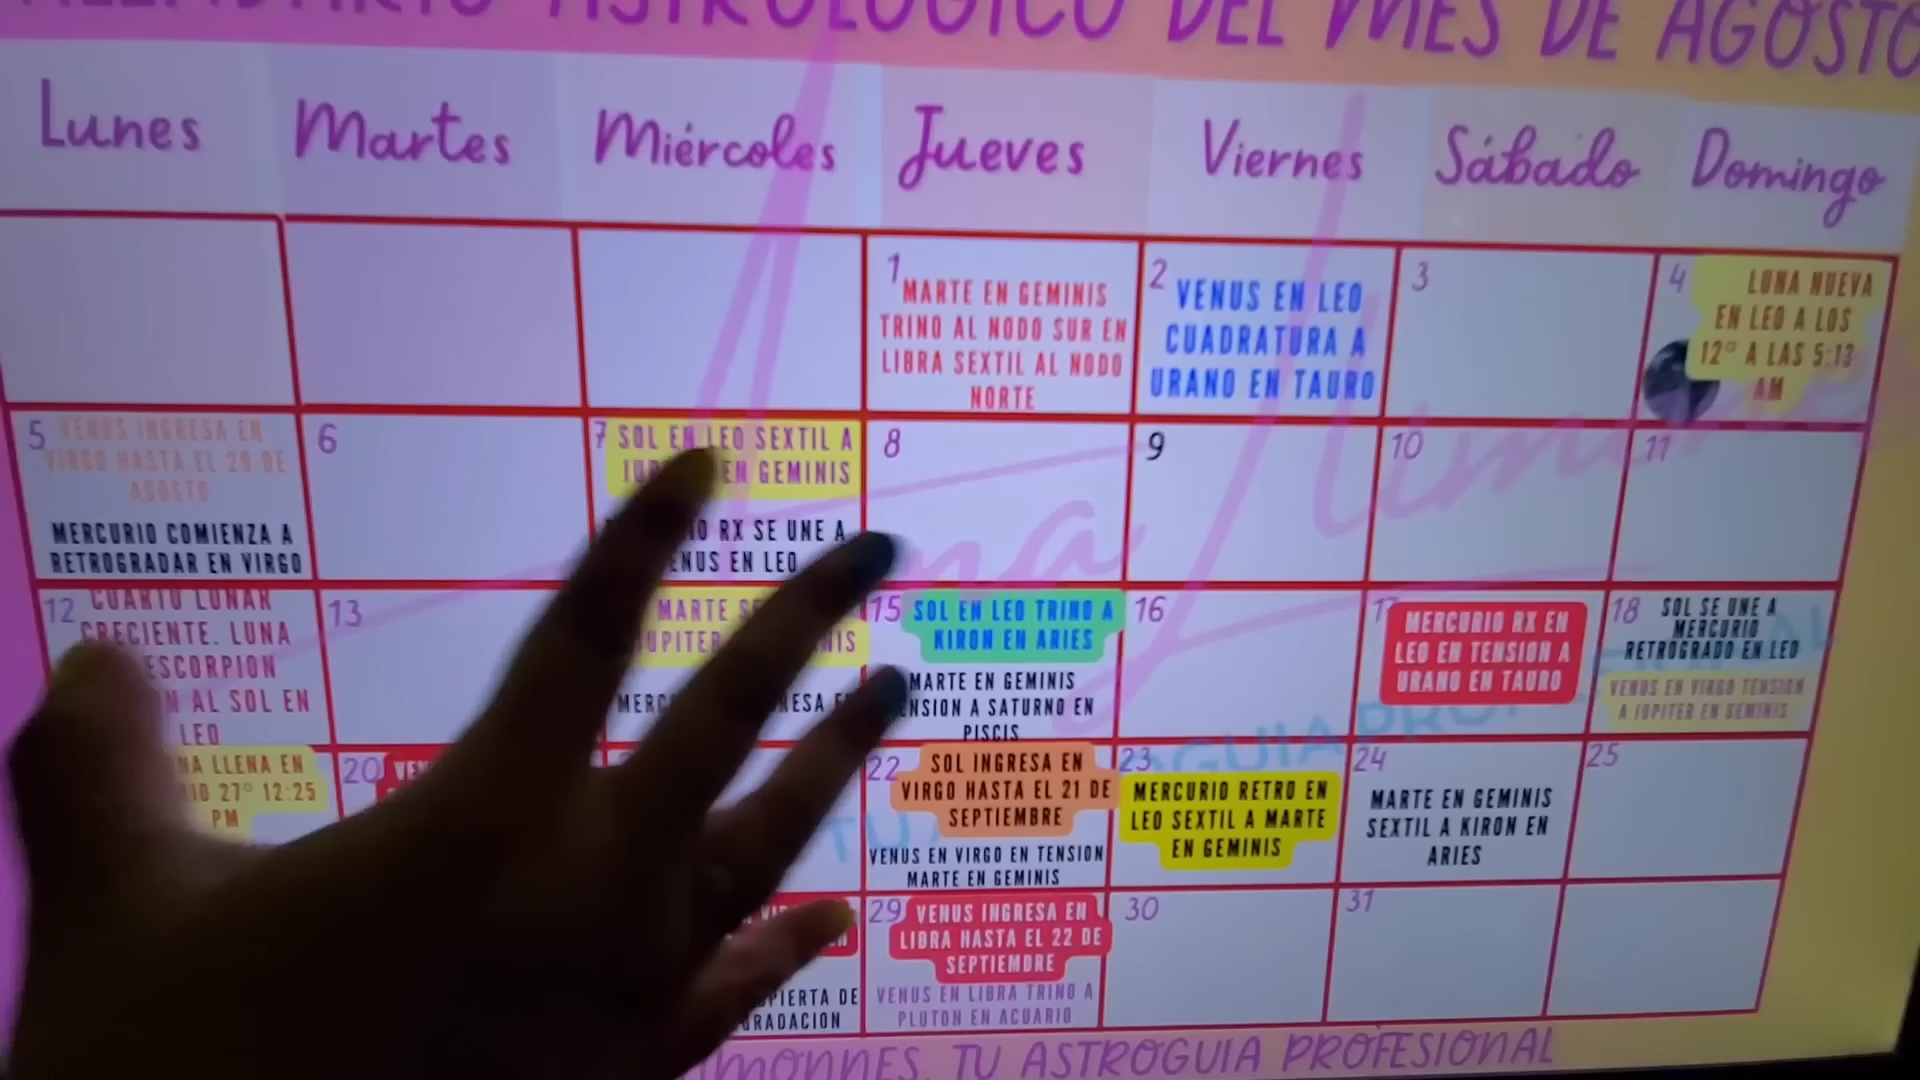 ASTROLÓGICO DEL MES DE AGOSTO
Lunes Martes Miércoles Jueves Viernes Sábado Domingo
1
MARTE EN GEMINIS
TRINO AL NODO SUR EN
LIBRA SEXTIL AL NODO
NORTE
2
VENUS EN LEO
CUADRATURA A
URANO EN TAURO
3
4
LUNA NUEVA
EN LEO A LOS
12° A LAS 5:13
AM
5
VENUS INGRESA EN
VIRGO HASTA EL 29 DE
AGOSTO
MERCURIO COMIENZA A
RETROGRADAR EN VIRGO
6
7
SOL EN LEO SEXTIL A
EN GEMINIS
RX SE UNE A
EN LEO
8
9
10
11
12
CUARTO LUNAR
CRECIENTE. LUNA
ESCORPION
AL SOL EN
LEO
13
MARTE
JUPITER
15
SOL EN LEO TRINO A
KIRON EN ARIES
MARTE EN GEMINIS
A SATURNO EN
PISCIS
16
17
MERCURIO RX EN
LEO EN TENSION A
URANO EN TAURO
18
SOL SE UNE A
MERCURIO
RETROGRADO EN LEO
VENUS EN VIRGO TENSION
A JUPITER EN GEMINIS
LLENA EN
27° 12:25
PM
20
22
SOL INGRESA EN
VIRGO HASTA EL 21 DE
SEPTIEMBRE
VENUS EN VIRGO EN TENSION
MARTE EN GEMINIS
23
MERCURIO RETRO EN
LEO SEXTIL A MARTE
EN GEMINIS
24
MARTE EN GEMINIS
SEXTIL A KIRON EN
ARIES
25
DE
29
VENUS INGRESA EN
LIBRA HASTA EL 22 DE
SEPTIEMBRE
VENUS EN LIBRA TRINO A
PLUTON EN ACUARIO
30
31
TU ASTROGUIA PROFESIONAL